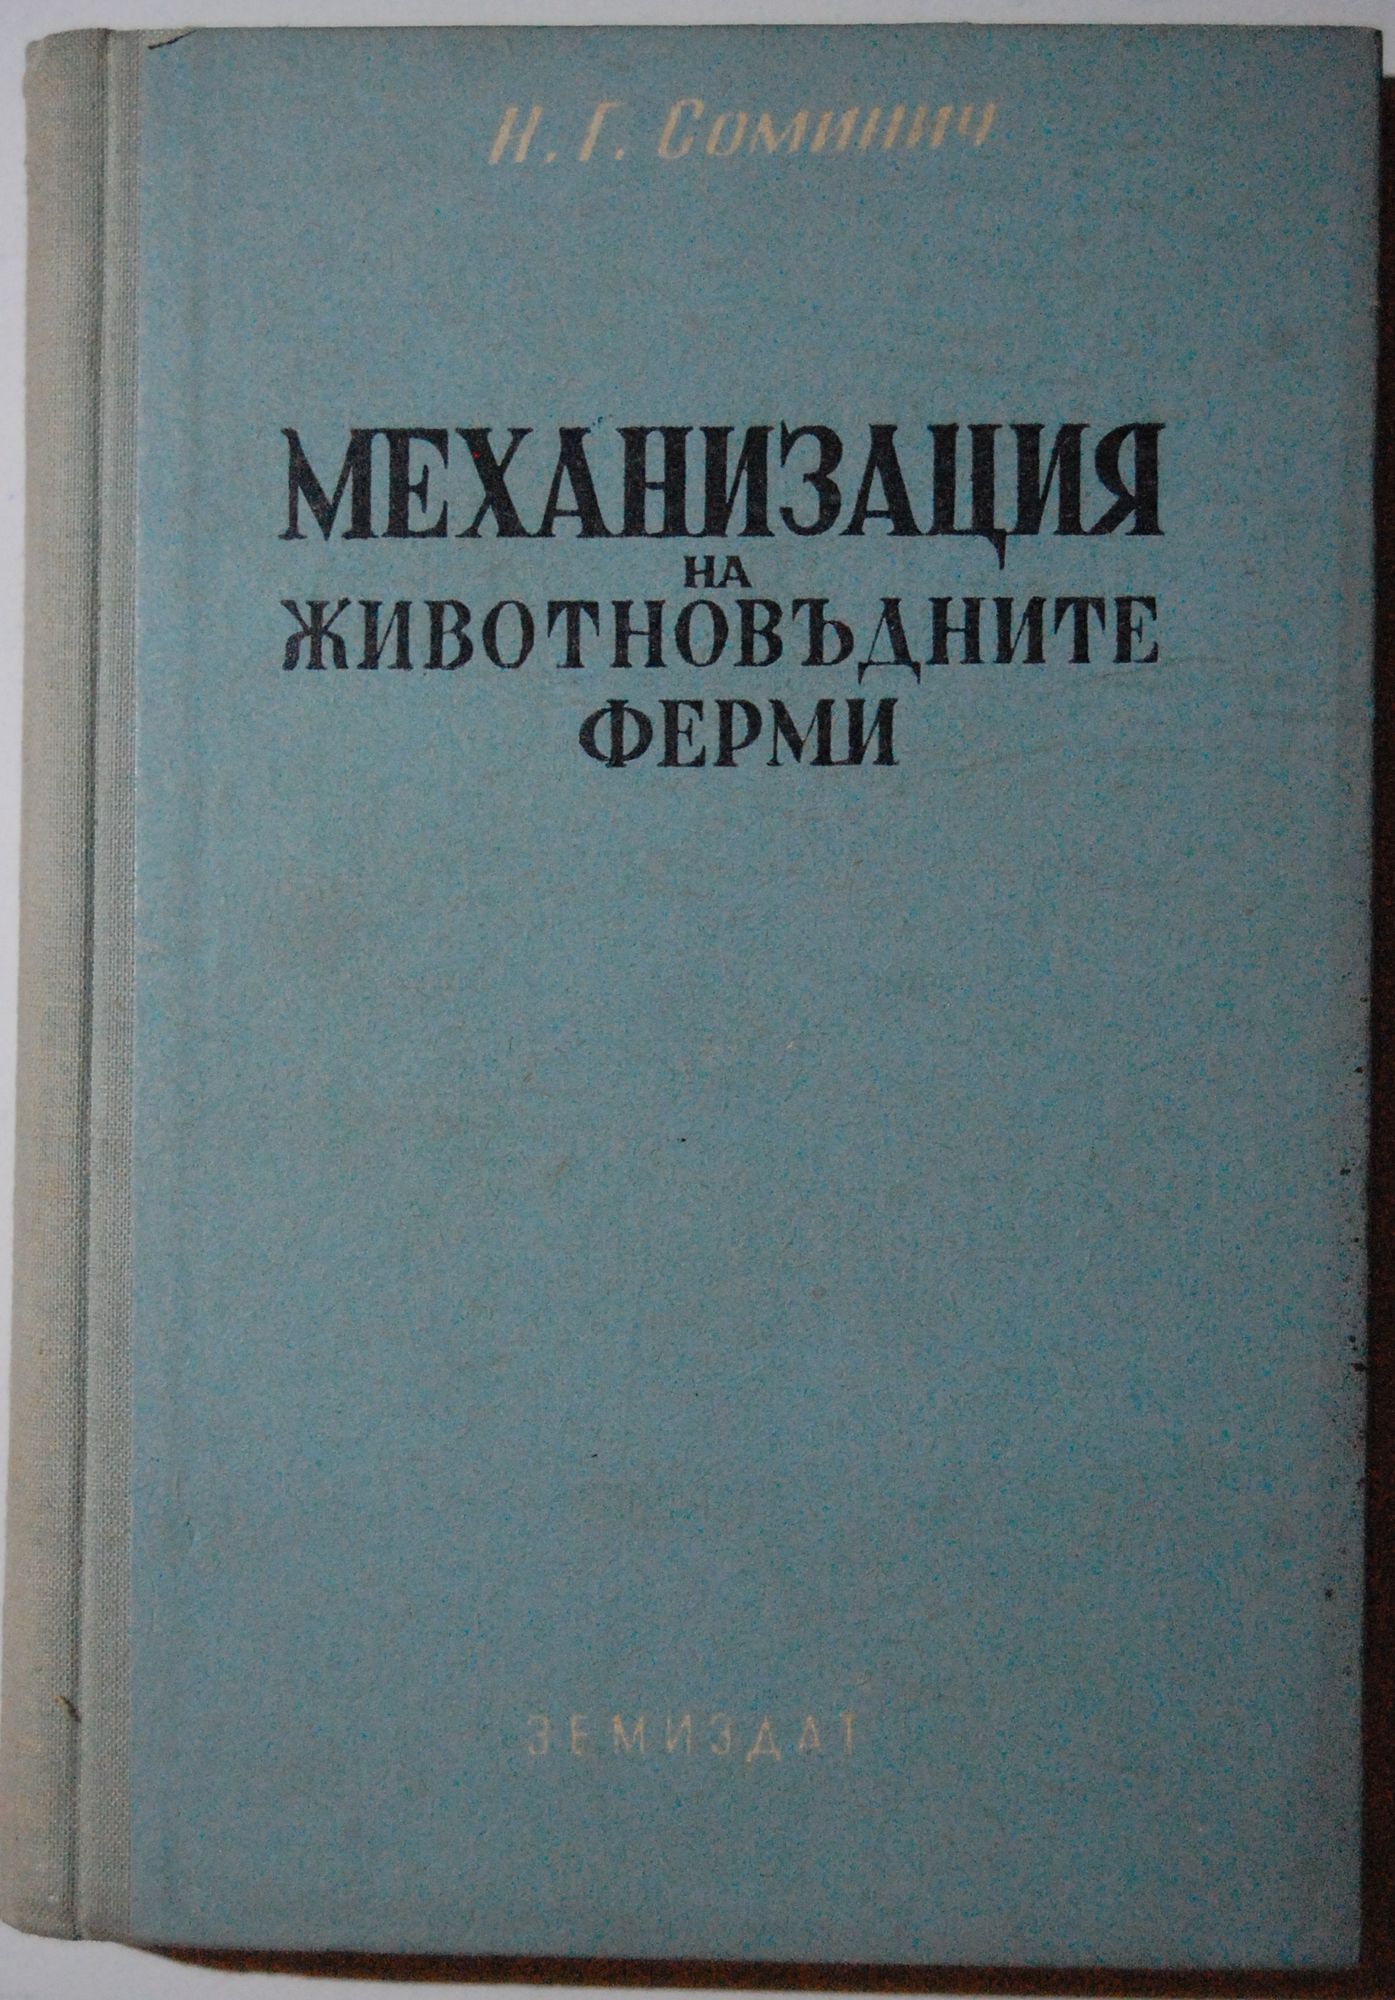 Н. Г. Соминич
МЕХАНИЗАЦИЯ
НА
ЖИВОТНОВЪДНИТЕ
ФЕРМИ
ЗЕМИЗДАТ